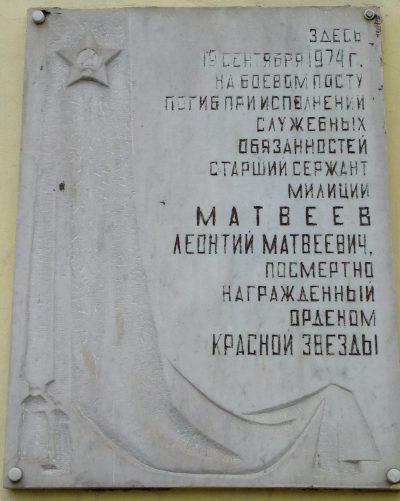 ЗДЕСЬ
19 СЕНТЯБРЯ 1974 Г.
НА БОЕВОМ ПОСТУ
ПОГИБ ПРИ ИСПОЛНЕНИИ
СЛУЖЕБНЫХ
ОБЯЗАННОСТЕЙ
СТАРШИЙ СЕРЖАНТ
МИЛИЦИИ
МАТВЕЕВ
ЛЕОНТИЙ МАТВЕЕВИЧ,
ПОСМЕРТНО
НАГРАЖДЕННЫЙ
ОРДЕНОМ
КРАСНОЙ ЗВЕЗДЫ